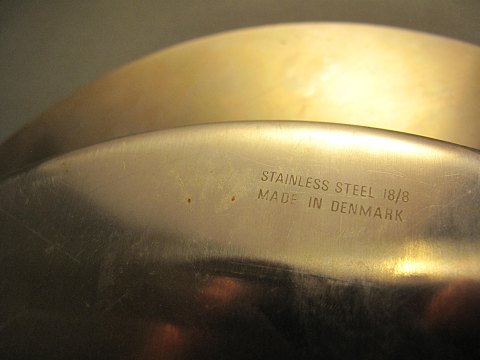 STAINLESS STEEL 18/8
MADE IN DENMARK